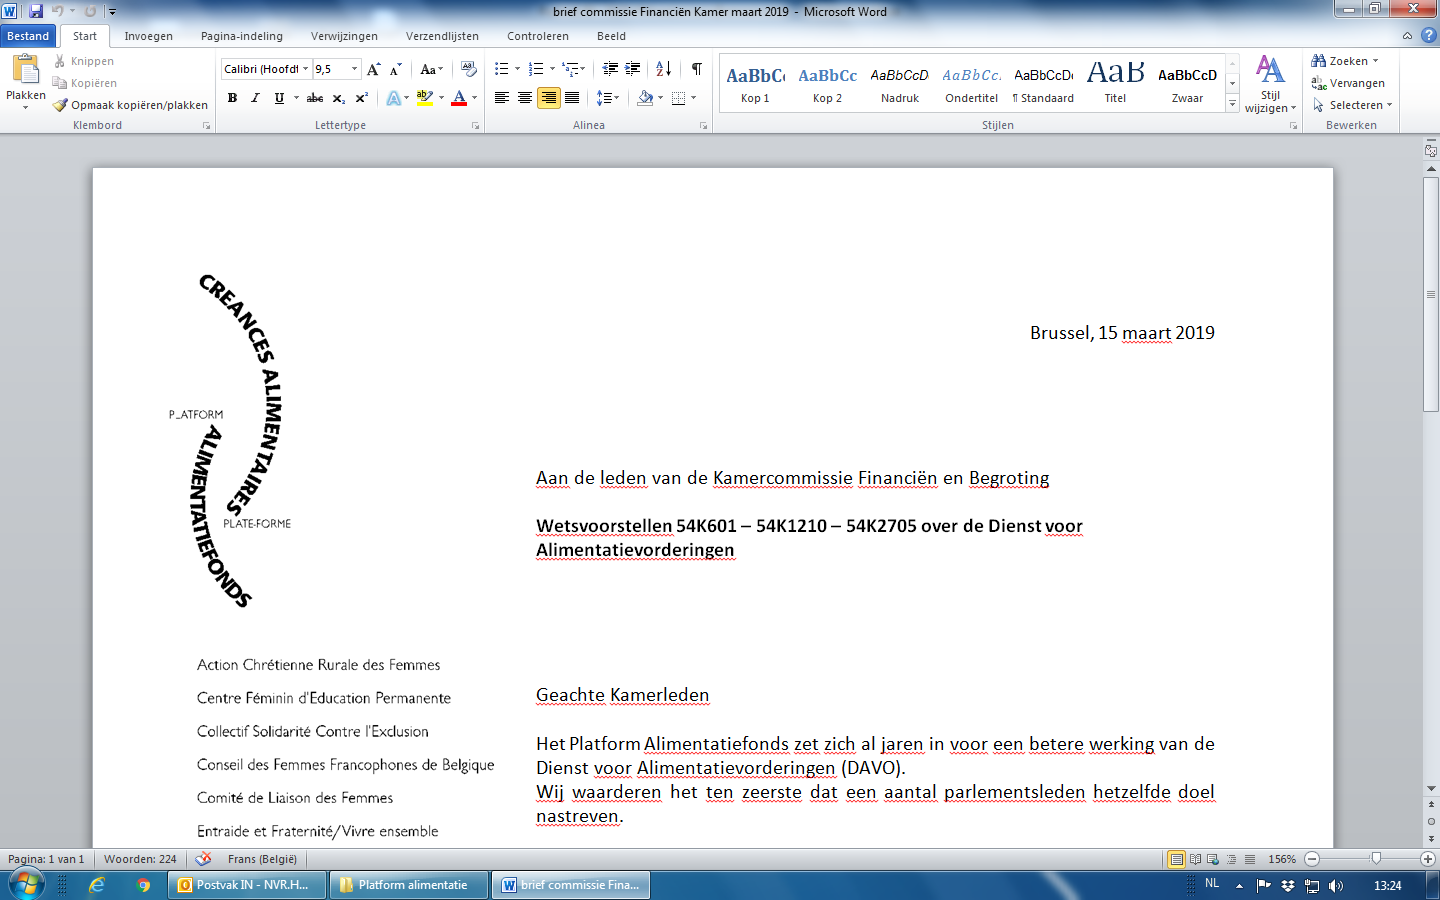 brief commissie Financiën Kamer maart 2019 - Microsoft Word
Bestand Start Invoegen Pagina-indeling Verwijzingen Verzendlijsten Controleren Beeld
Plakken
Knippen
Kopiëren
Opmaak kopiëren/plakken
Klembord
Calibri (Hoofdt 9,5
Lettertype
Alinea
AaBbCc AaBbCc AaBbCcD AaBbCc. AaBbCcDc AaB AaBbCcD
Kop 1 Kop 2 Nadruk Ondertitel ¶ Standaard Titel Zwaar
Stijlen
Stijl wijzigen
Zoeken
Vervangen
Selecteren
Bewerken
CREANCES ALIMENTAIRES
PLATFORM
ALIMENTATIEFONDS
PLATE-FORME
Brussel, 15 maart 2019
Aan de leden van de Kamercommissie Financiën en Begroting
Wetsvoorstellen 54K601 – 54K1210 – 54K2705 over de Dienst voor
Alimentatievorderingen
Action Chrétienne Rurale des Femmes
Centre Féminin d'Education Permanente
Collectif Solidarité Contre l'Exclusion
Conseil des Femmes Francophones de Belgique
Comité de Liaison des Femmes
Entraide et Fraternité/Vivre ensemble
Geachte Kamerleden
Het Platform Alimentatiefonds zet zich al jaren in voor een betere werking van de
Dienst voor Alimentatievorderingen (DAVO).
Wij waarderen het ten zeerste dat een aantal parlementsleden hetzelfde doel
nastreven.
Pagina: 1 van 1 Woorden: 224 Frans (België) 156%
Postvak IN - NVR.H... Platform alimentatie brief commissie Fina... NL 13:24